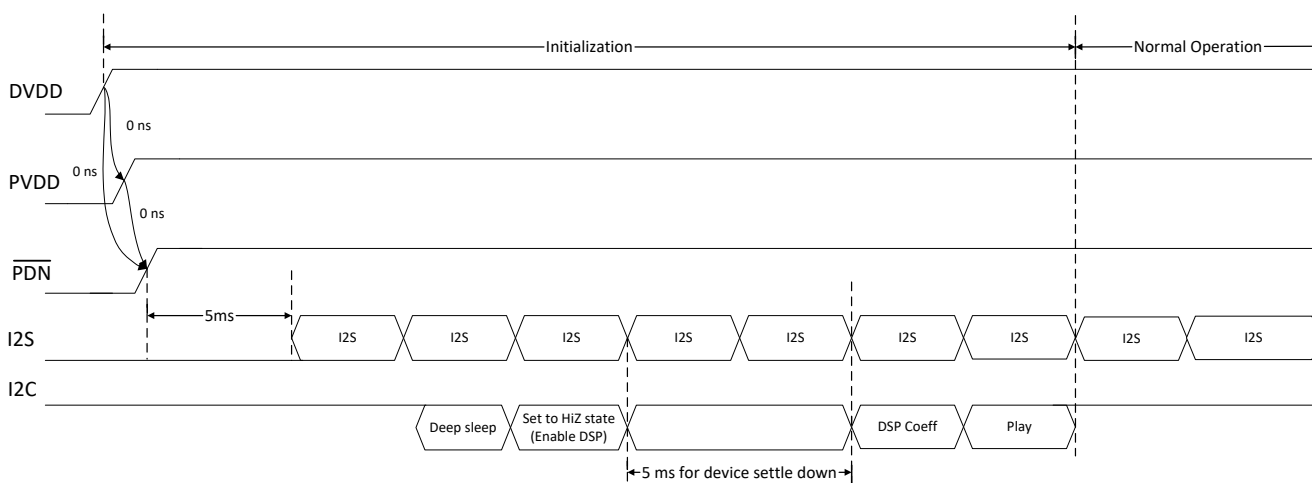 Initialization
Normal Operation
DVDD
0 ns
0 ns
PVDD
0 ns
PDN
5ms
I2S
I2S
I2S
I2S
I2S
I2S
I2S
I2S
I2S
I2S
I2C
Deep sleep
Set to HiZ state
(Enable DSP)
DSP Coeff
Play
5 ms for device settle down